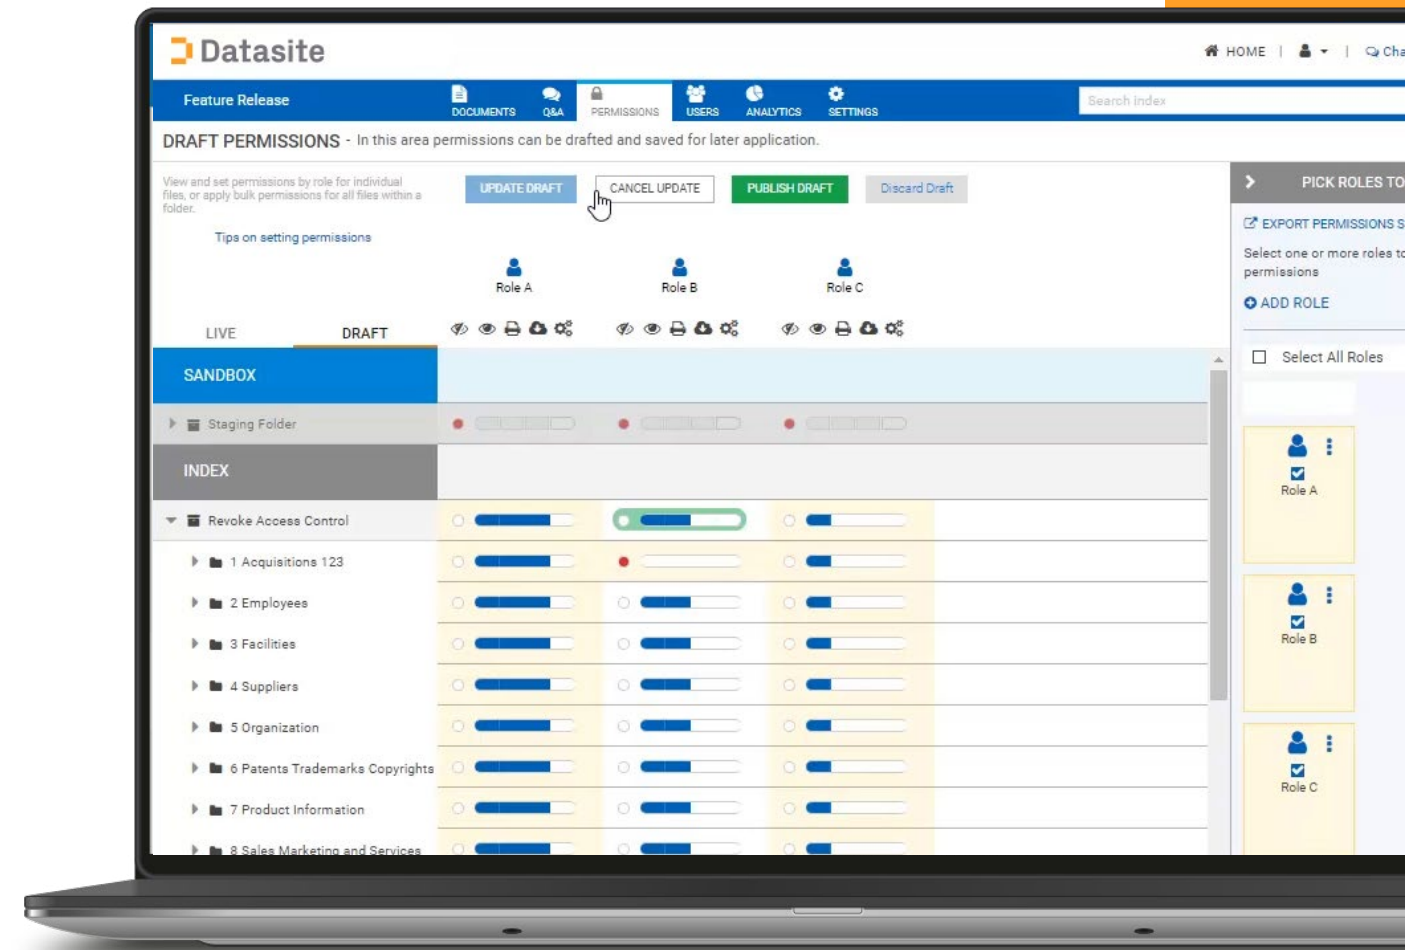 Datasite
HOME | | Cha
Feature Release
DOCUMENTS Q&A PERMISSIONS USERS ANALYTICS SETTINGS
Search index
DRAFT PERMISSIONS - In this area permissions can be drafted and saved for later application.
View and set permissions by role for individual
files, or apply bulk permissions for all files within a
folder.
Tips on setting permissions
UPDATE DRAFT CANCEL UPDATE PUBLISH DRAFT Discard Draft
Role A Role B Role C
LIVE DRAFT
SANDBOX
Staging Folder
INDEX
Revoke Access Control
1 Acquisitions 123
2 Employees
3 Facilities
4 Suppliers
5 Organization
6 Patents Trademarks Copyrights
7 Product Information
8 Sales Marketing and Services
PICK ROLES TO
EXPORT PERMISSIONS S
Select one or more roles to
permissions
ADD ROLE
Select All Roles
Role A
Role B
Role C